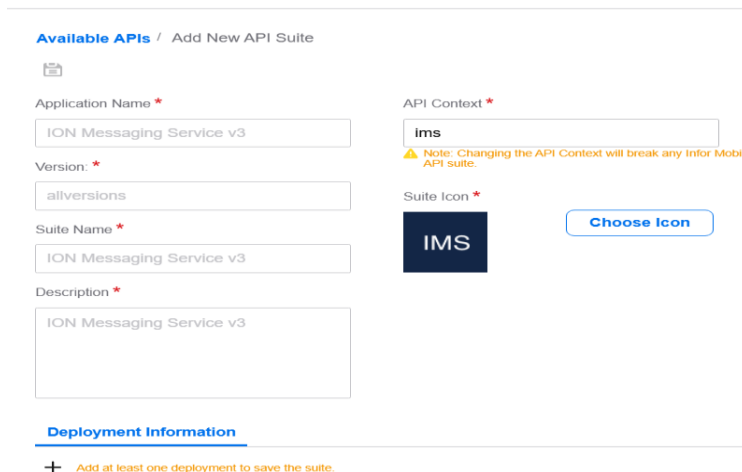 Available APIs / Add New API Suite
Application Name *
ION Messaging Service v3
Version: *
allversions
Suite Name *
ION Messaging Service v3
Description *
ION Messaging Service v3
API Context *
ims
Note: Changing the API Context will break any Infor Mobi
API suite.
Suite Icon *
IMS
Choose Icon
Deployment Information
+ Add at least one deployment to save the suite.